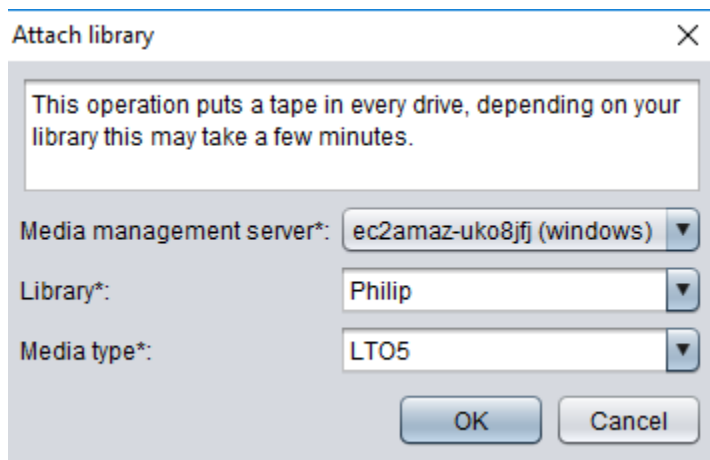 Attach library
This operation puts a tape in every drive, depending on your
library this may take a few minutes.
Media management server*: ec2amaz-uko8jfj (windows)
Library*: Philip
Media type*: LTO5
OK Cancel